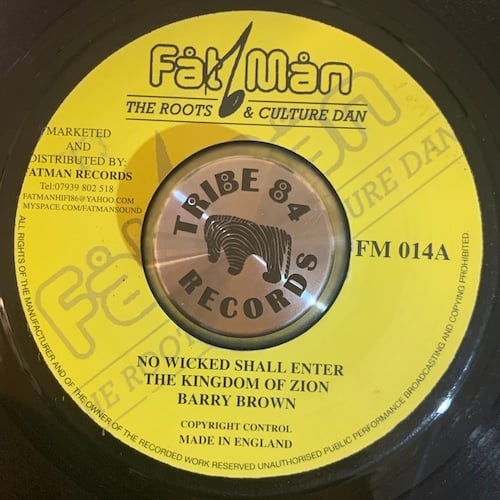 Fåt Mån
THE ROOTS & CULTURE DAN
MARKETED
AND
DISTRIBUTED BY:
FATMAN RECORDS
Tel:07939 802 518
FATMANHIFI86@YAHOO.COM
MYSPACE.COM/FATMANSOUND
TRIBE 84
RECORDS
FM 014A
NO WICKED SHALL ENTER
THE KINGDOM OF ZION
BARRY BROWN
COPYRIGHT CONTROL
MADE IN ENGLAND
ALL RIGHTS OF THE MANUFACTURER AND OF THE OWNER OF THE RECORDED WORK RESERVED UNAUTHORISED PUBLIC PERFORMANCE BROADCASTING AND COPYING PROHIBITED.